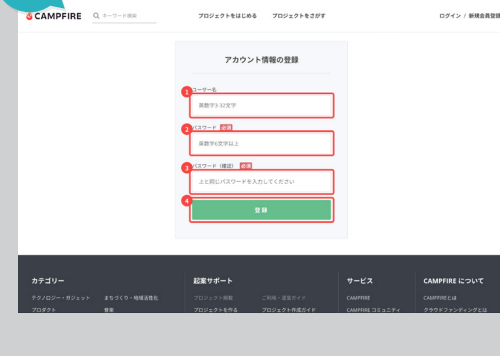 CAMPFIRE キーワード検索 プロジェクトをはじめる プロジェクトをさがす ログイン / 新規会員登録
アカウント情報の登録
1 ユーザー名
英数字3-32文字
2 パスワード 必須
英数字6文字以上
3 パスワード（確認） 必須
上と同じパスワードを入力してください
4 登録
カテゴリー 起案サポート サービス CAMPFIRE について
テクノロジー・ガジェット まちづくり・地域活性化 プロジェクト掲載 ご利用・運営ガイド CAMPFIRE CAMPFIREとは
プロダクト 音楽 プロジェクトを作る プロジェクト作成ガイド CAMPFIRE コミュニティ クラウドファンディングとは